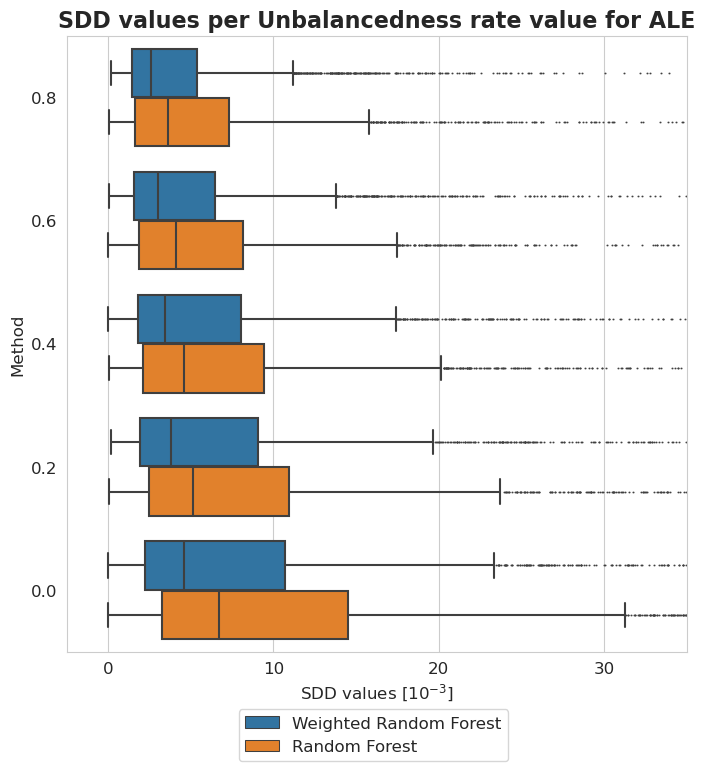 SDD values per Unbalancedness rate value for ALE
0.8
0.6
0.4
0.2
0.0
Method
0 10 20 30
SDD values [10⁻³]
Weighted Random Forest
Random Forest